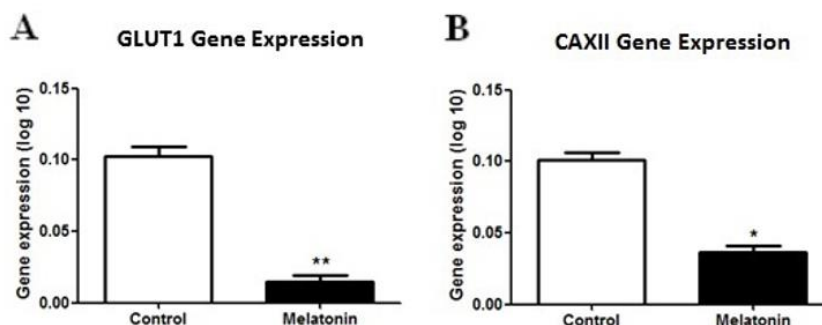 A
GLUT1 Gene Expression
Gene expression (log 10)
0.15
0.10
0.05
0.00
**
Control
Melatonin
B
CAXII Gene Expression
Gene expression (log 10)
0.15
0.10
0.05
0.00
*
Control
Melatonin